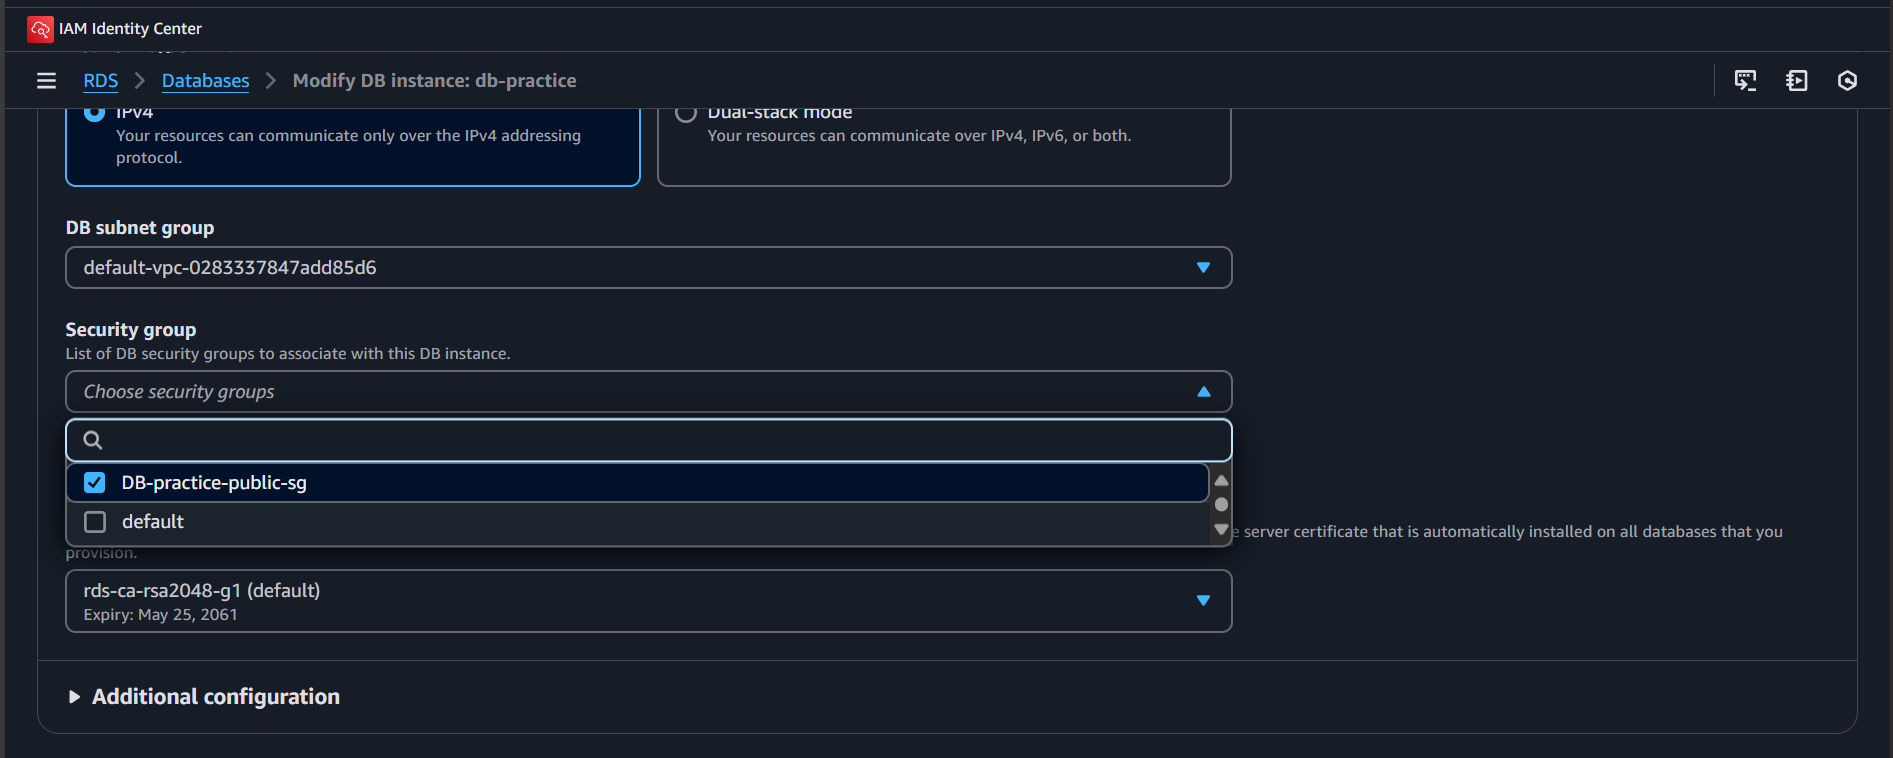 IAM Identity Center
RDS
Databases
Modify DB instance: db-practice
IPv4
Your resources can communicate only over the IPv4 addressing
protocol.
Dual-stack mode
Your resources can communicate over IPv4, IPv6, or both.
DB subnet group
default-vpc-0283337847add85d6
Security group
List of DB security groups to associate with this DB instance.
Choose security groups
DB-practice-public-sg
default
e server certificate that is automatically installed on all databases that you
provision.
rds-ca-rsa2048-g1 (default)
Expiry: May 25, 2061
Additional configuration